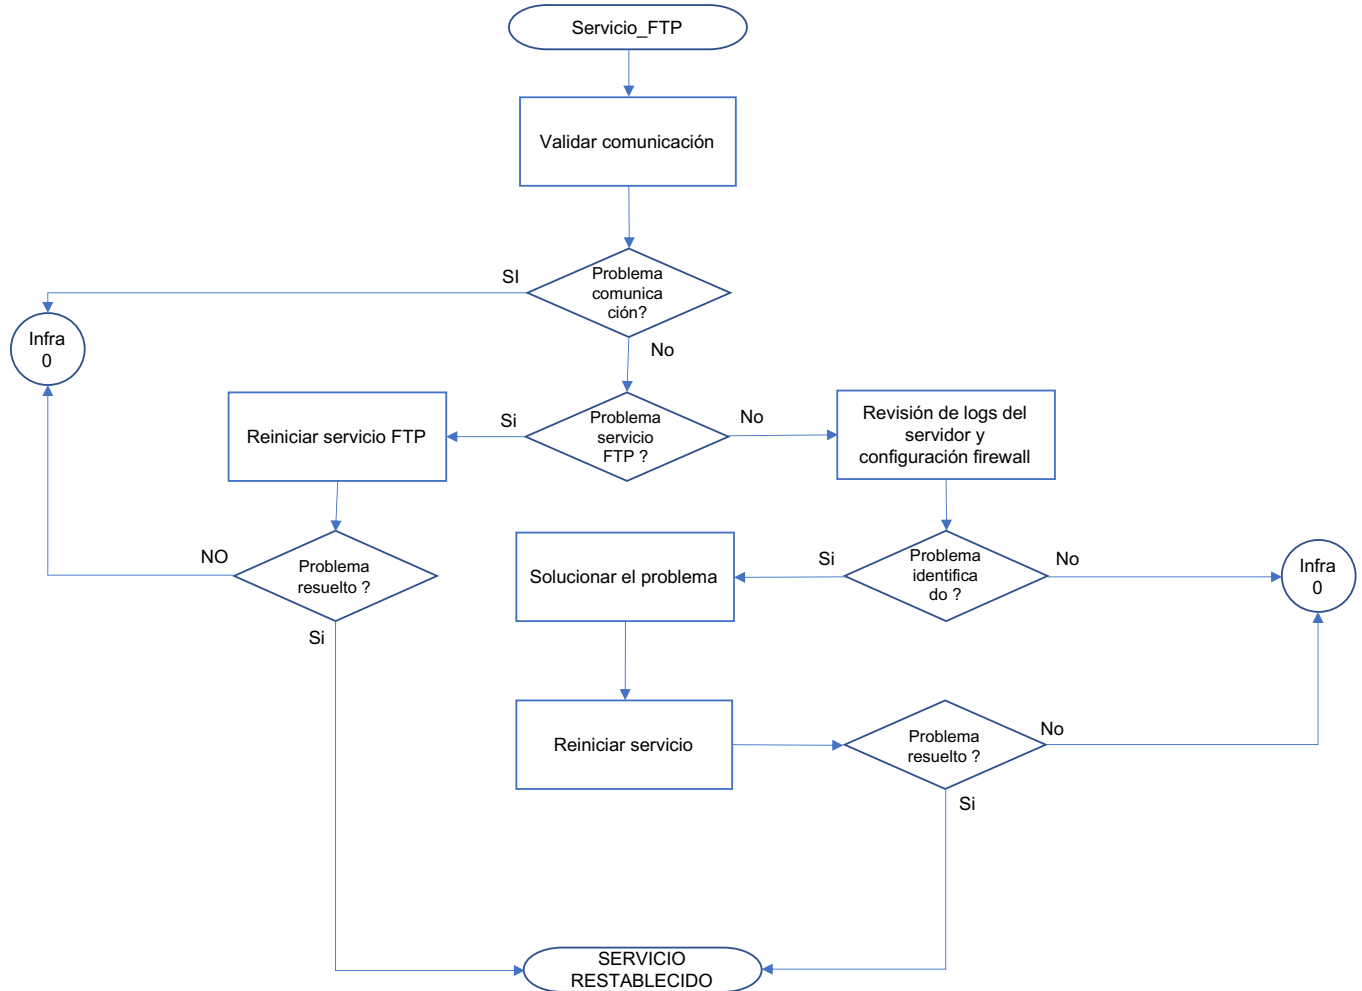 Servicio_FTP
Validar comunicación
SI
Problema
comunica
ción?
Infra
0
No
Reiniciar servicio FTP
Si
Problema
servicio
FTP ?
No
Revisión de logs del
servidor y
configuración firewall
NO
Problema
resuelto ?
Si
Solucionar el problema
Si
Problema
identifica
do ?
No
Infra
0
Reiniciar servicio
Problema
resuelto ?
No
Si
SERVICIO
RESTABLECIDO